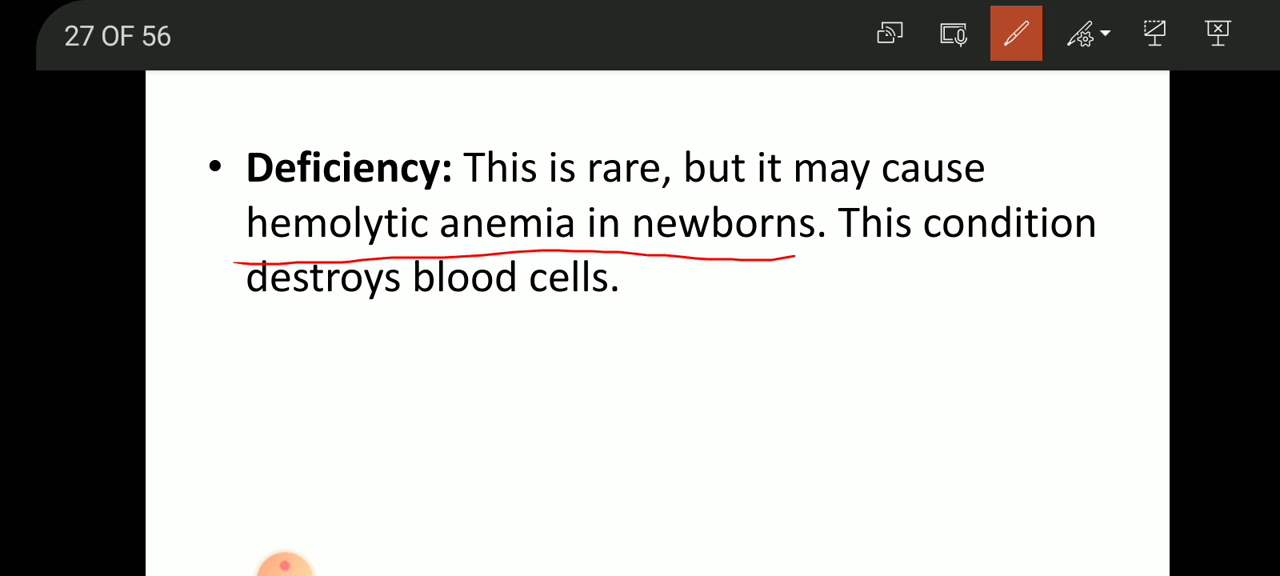 27 OF 56
• Deficiency: This is rare, but it may cause
hemolytic anemia in newborns. This condition
destroys blood cells.